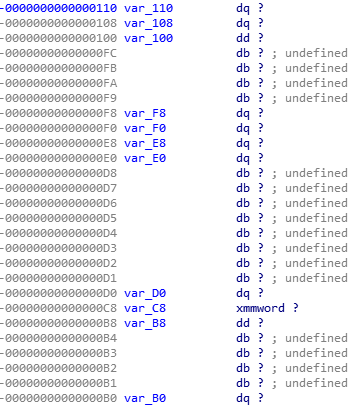 -0000000000000110 var_110 dq ?
-0000000000000108 var_108 dq ?
-0000000000000100 var_100 dd ?
-00000000000000FC db ? ; undefined
-00000000000000FB db ? ; undefined
-00000000000000FA db ? ; undefined
-00000000000000F9 db ? ; undefined
-00000000000000F8 var_F8 dq ?
-00000000000000F0 var_F0 dq ?
-00000000000000E8 var_E8 dq ?
-00000000000000E0 var_E0 dq ?
-00000000000000D8 db ? ; undefined
-00000000000000D7 db ? ; undefined
-00000000000000D6 db ? ; undefined
-00000000000000D5 db ? ; undefined
-00000000000000D4 db ? ; undefined
-00000000000000D3 db ? ; undefined
-00000000000000D2 db ? ; undefined
-00000000000000D1 db ? ; undefined
-00000000000000D0 var_D0 dq ?
-00000000000000C8 var_C8 xmmword ?
-00000000000000B8 var_B8 dd ?
-00000000000000B4 db ? ; undefined
-00000000000000B3 db ? ; undefined
-00000000000000B2 db ? ; undefined
-00000000000000B1 db ? ; undefined
-00000000000000B0 var_B0 dq ?